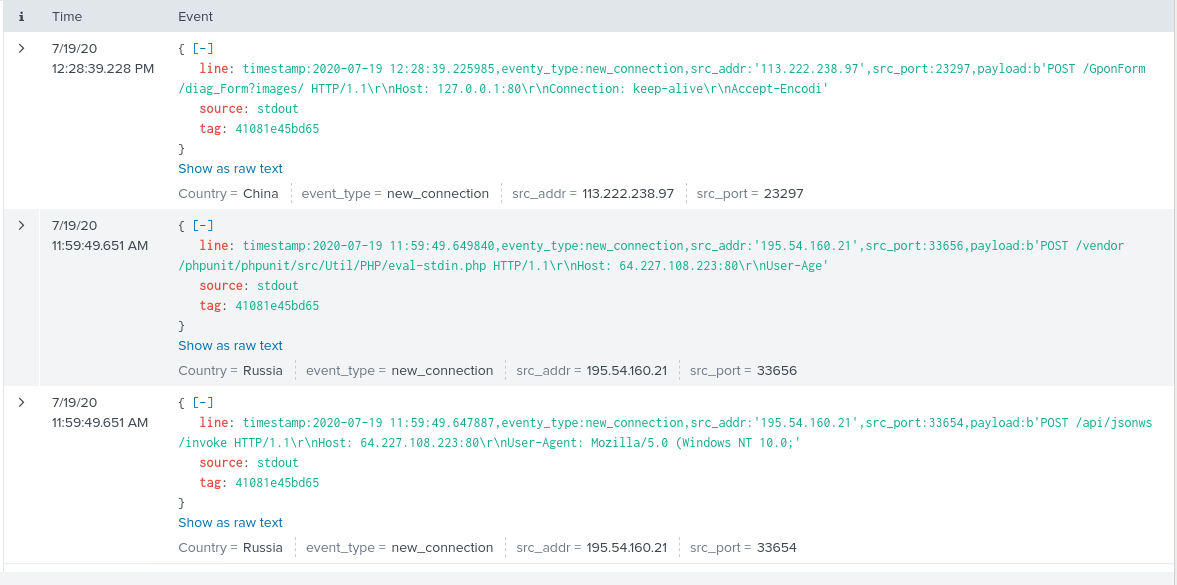 i Time Event
7/19/20 { [-]
12:28:39.228 PM line: timestamp:2020-07-19 12:28:39.225985,eventy_type:new_connection,src_addr:'113.222.238.97',src_port:23297,payload:b'POST /GponForm
/diag_Form?images/ HTTP/1.1\r\nHost: 127.0.0.1:80\r\nConnection: keep-alive\r\nAccept-Encodi'
source: stdout
tag: 41081e45bd65
}
Show as raw text
Country = China event_type = new_connection src_addr = 113.222.238.97 src_port = 23297
7/19/20 { [-]
11:59:49.651 AM line: timestamp:2020-07-19 11:59:49.649840,eventy_type:new_connection,src_addr:'195.54.160.21',src_port:33656,payload:b'POST /vendor
/phpunit/phpunit/src/Util/PHP/eval-stdin.php HTTP/1.1\r\nHost: 64.227.108.223:80\r\nUser-Age'
source: stdout
tag: 41081e45bd65
}
Show as raw text
Country = Russia event_type = new_connection src_addr = 195.54.160.21 src_port = 33656
7/19/20 { [-]
11:59:49.651 AM line: timestamp:2020-07-19 11:59:49.647887,eventy_type:new_connection,src_addr:'195.54.160.21',src_port:33654,payload:b'POST /api/jsonws
/invoke HTTP/1.1\r\nHost: 64.227.108.223:80\r\nUser-Agent: Mozilla/5.0 (Windows NT 10.0;'
source: stdout
tag: 41081e45bd65
}
Show as raw text
Country = Russia event_type = new_connection src_addr = 195.54.160.21 src_port = 33654